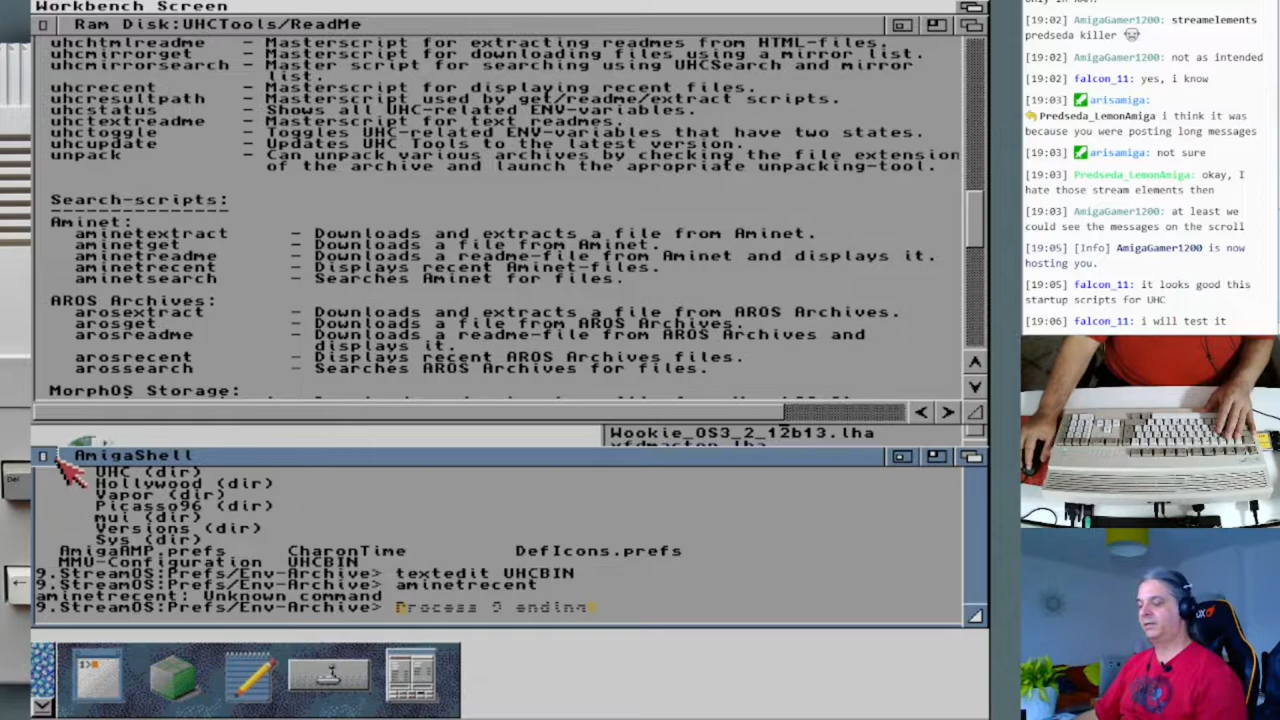 Workbench Screen
Ram Disk:UHCTools/ReadMe
uhchtmlreadme - Masterscript for extracting readmes from HTML-files.
uhcmirrorget - Masterscript for downloading files using a mirror list.
uhcmirrorsearch - Master script for searching using UHCSearch and mirror
list.
uhcrecent - Masterscript for displaying recent files.
uhcresultpath - Masterscript used by get/readme/extract scripts.
uhcstatus - Shows all UHC-related ENV-variables.
uhctextreadme - Masterscript for text readmes.
uhctoggle - Toggles UHC-related ENV-variables that have two states.
uhcupdate - Updates UHC Tools to the latest version.
unpack - Can unpack various archives by checking the file extension
of the archive and launch the apropriate unpacking-tool.
Search-scripts:
Aminet:
aminetextract - Downloads and extracts a file from Aminet.
aminetget - Downloads a file from Aminet.
aminetreadme - Downloads a readme-file from Aminet and displays it.
aminetrecent - Displays recent Aminet-files.
aminetsearch - Searches Aminet for files.
AROS Archives:
arosextract - Downloads and extracts a file from AROS Archives.
arosget - Downloads a file from AROS Archives.
arosreadme - Downloads a readme-file from AROS Archives and
displays it.
arosrecent - Displays recent AROS Archives files.
arossearch - Searches AROS Archives for files.
MorphOS Storage:
Wookie_OS3_2_12b13.lha
AmigaShell
UHC (dir)
Hollywood (dir)
Vapor (dir)
Picasso96 (dir)
mui (dir)
Versions (dir)
Sys (dir)
AmigaAMP.prefs CharonTime DefIcons.prefs
MMU-Configuration UHCBIN
9.StreamOS:Prefs/Env-Archive> textedit UHCBIN
9.StreamOS:Prefs/Env-Archive> aminetrecent
aminetrecent: Unknown command
9.StreamOS:Prefs/Env-Archive> Process 9 ending
[19:02] AmigaGamer1200: streamelements
predseda killer
[19:02] AmigaGamer1200: not as intended
[19:02] falcon_11: yes, i know
[19:03] arisamiga:
Predseda_LemonAmiga i think it was
because you were posting long messages
[19:03] arisamiga: not sure
[19:03] Predseda_LemonAmiga: okay, I
hate those stream elements then
[19:03] AmigaGamer1200: at least we
could see the messages on the scroll
[19:05] [Info] AmigaGamer1200 is now
hosting you.
[19:05] falcon_11: it looks good this
startup scripts for UHC
[19:06] falcon_11: i will test it
Del